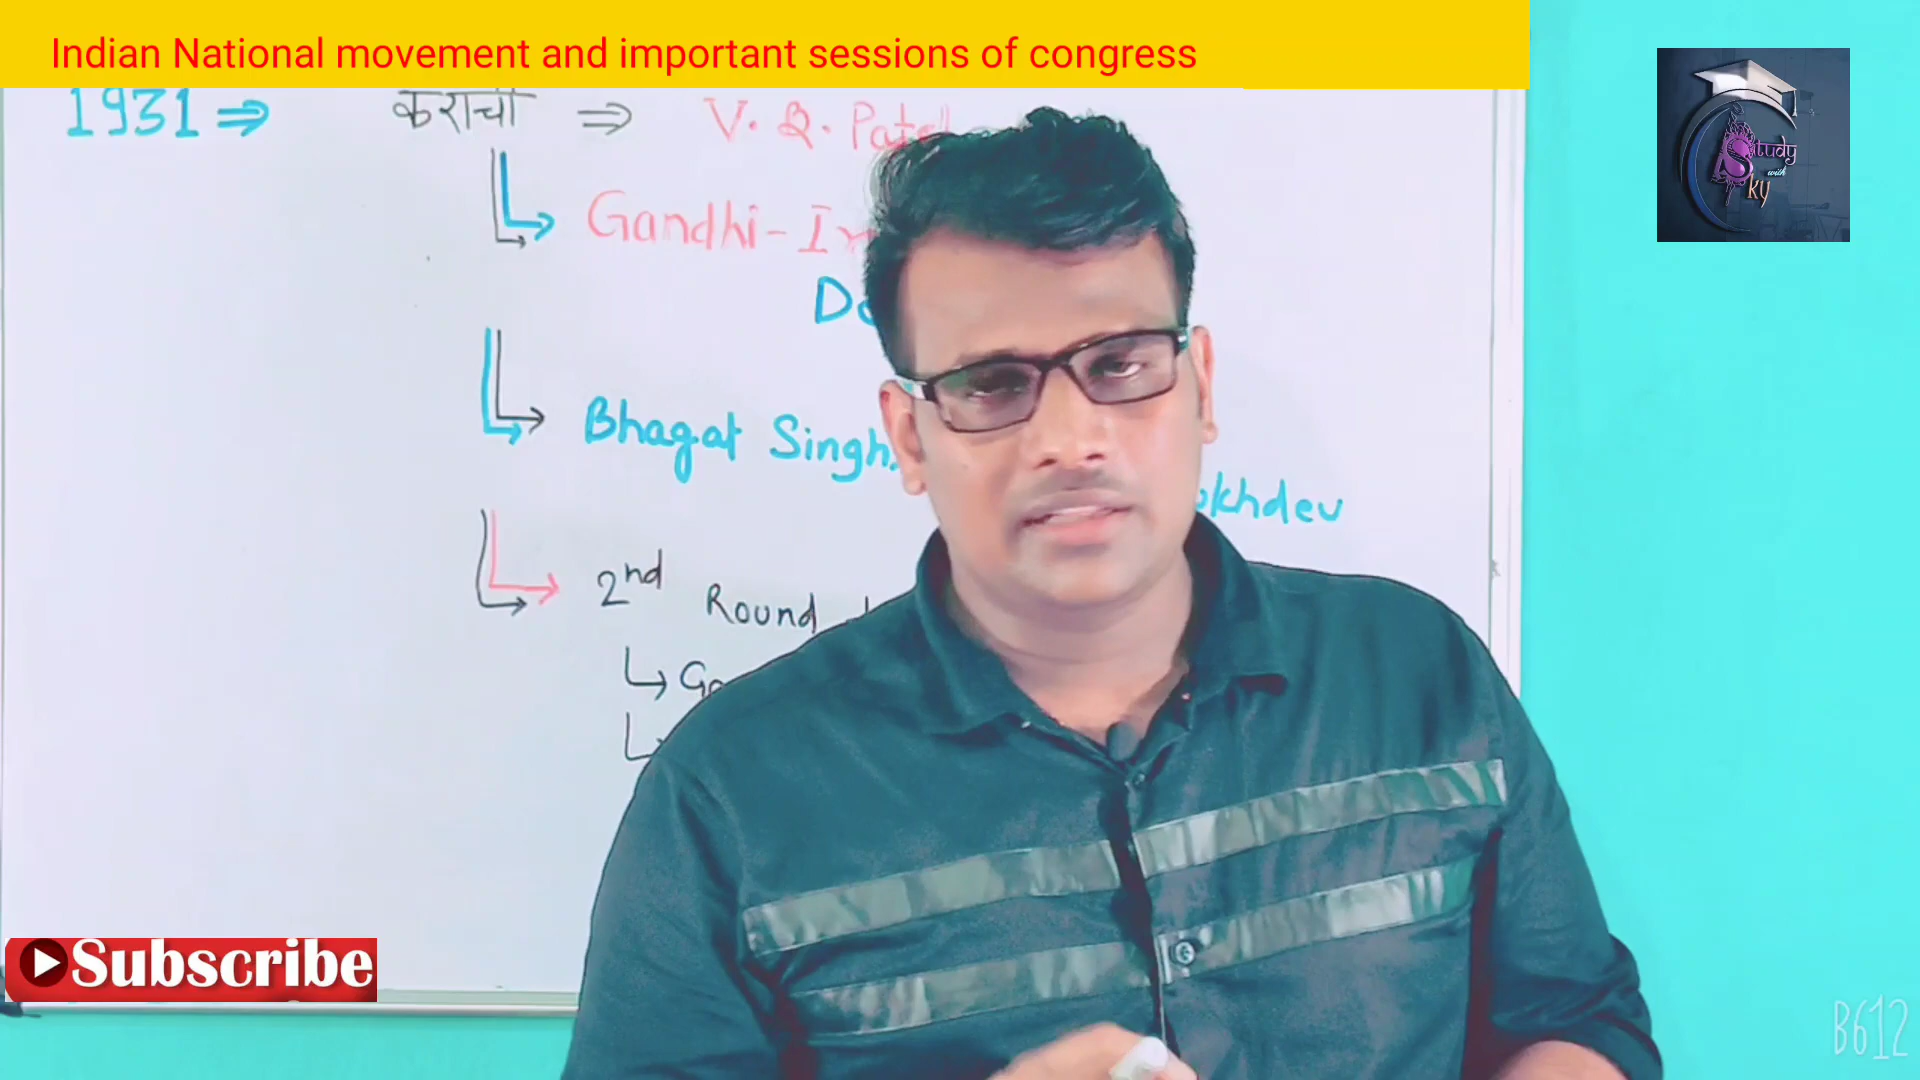 Indian National movement and important sessions of congress
1931 ⇒ कराची ⇒ V. B. Patel
Gandhi-
Bhagat Singh,
2nd Round
Study
with
Sky
Subscribe
B612